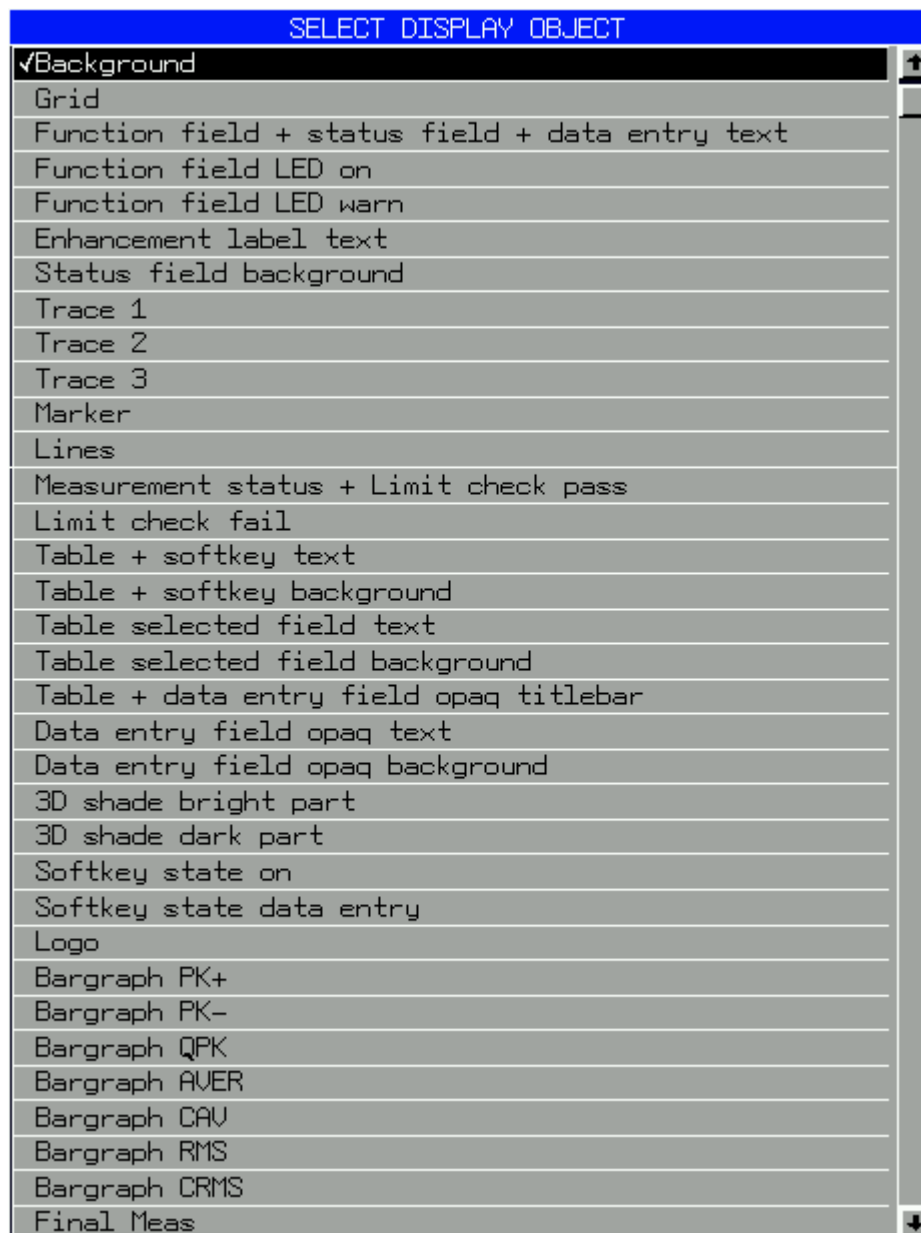 SELECT DISPLAY OBJECT
√Background
Grid
Function field + status field + data entry text
Function field LED on
Function field LED warn
Enhancement label text
Status field background
Trace 1
Trace 2
Trace 3
Marker
Lines
Measurement status + Limit check pass
Limit check fail
Table + softkey text
Table + softkey background
Table selected field text
Table selected field background
Table + data entry field opaq titlebar
Data entry field opaq text
Data entry field opaq background
3D shade bright part
3D shade dark part
Softkey state on
Softkey state data entry
Logo
Bargraph PK+
Bargraph PK-
Bargraph QPK
Bargraph AVER
Bargraph CAV
Bargraph RMS
Bargraph CRMS
Final Meas